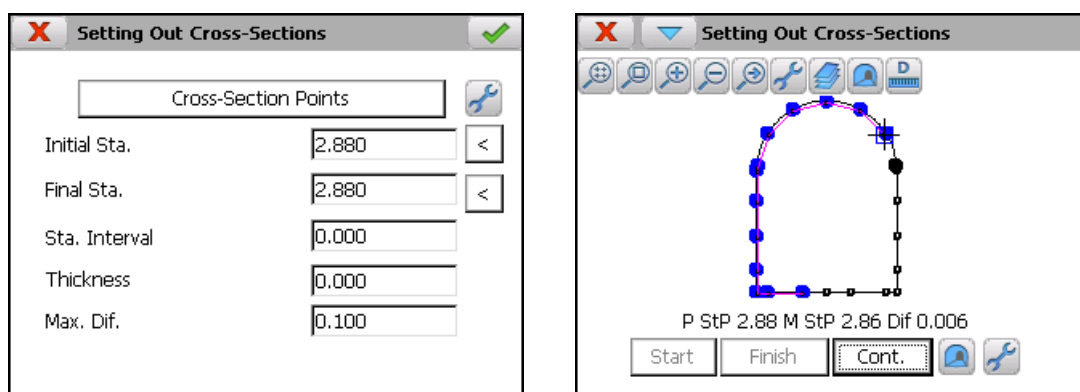 Setting Out Cross-Sections
Cross-Section Points
Initial Sta. 2.880 <
Final Sta. 2.880 <
Sta. Interval 0.000
Thickness 0.000
Max. Dif. 0.100
Setting Out Cross-Sections
D
P StP 2.88 M StP 2.86 Dif 0.006
Start Finish Cont.